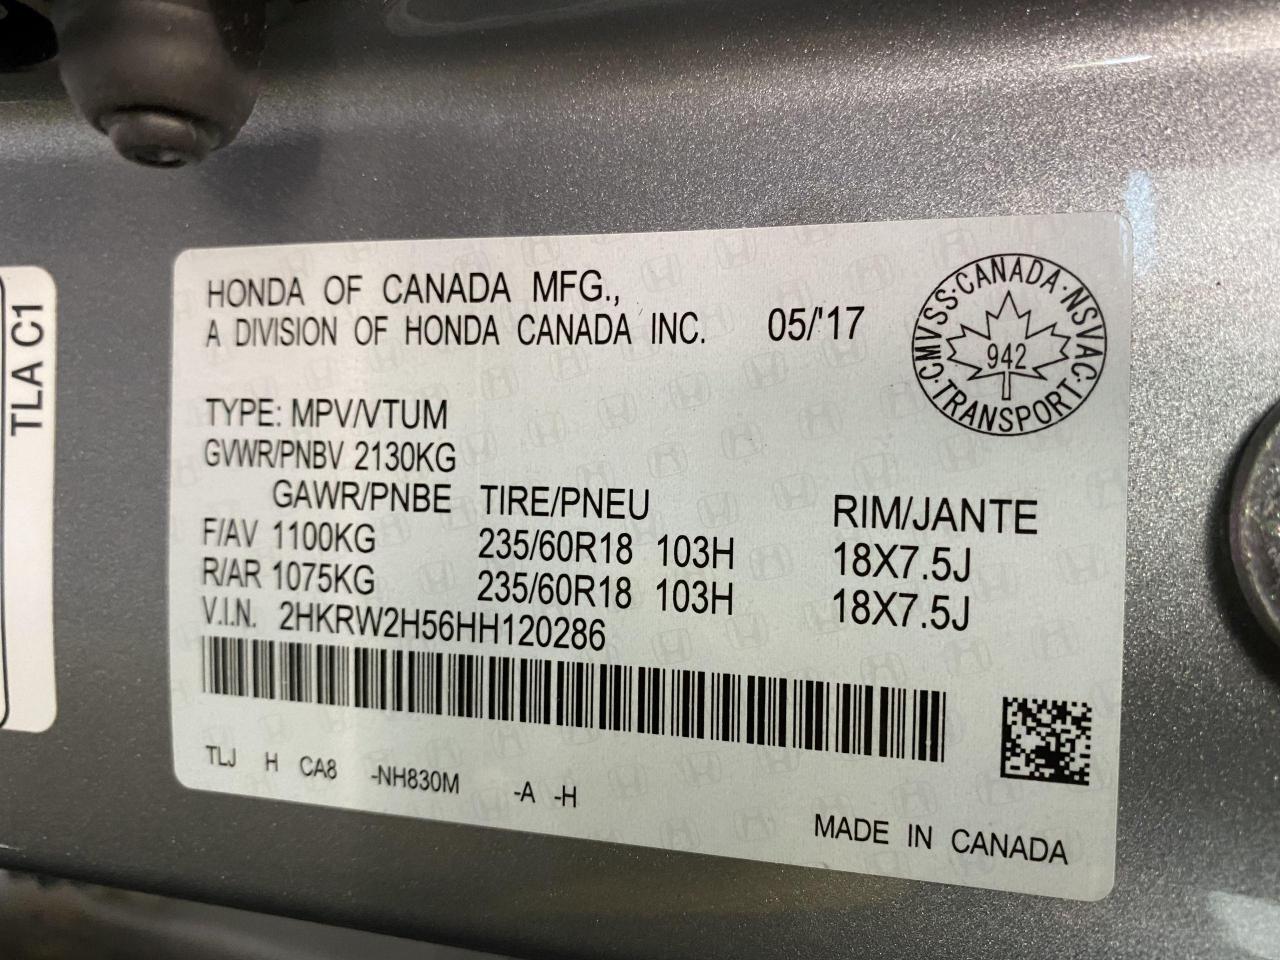 HONDA OF CANADA MFG.,
A DIVISION OF HONDA CANADA INC. 05/'17
CMVSS·CANADA·NSVAC·TRANSPORT·
942
TYPE: MPV/VTUM
GVWR/PNBV 2130KG
GAWR/PNBE TIRE/PNEU RIM/JANTE
F/AV 1100KG 235/60R18 103H 18X7.5J
R/AR 1075KG 235/60R18 103H 18X7.5J
V.I.N. 2HKRW2H56HH120286
TLJ H CA8 -NH830M -A -H
MADE IN CANADA
TLA C1